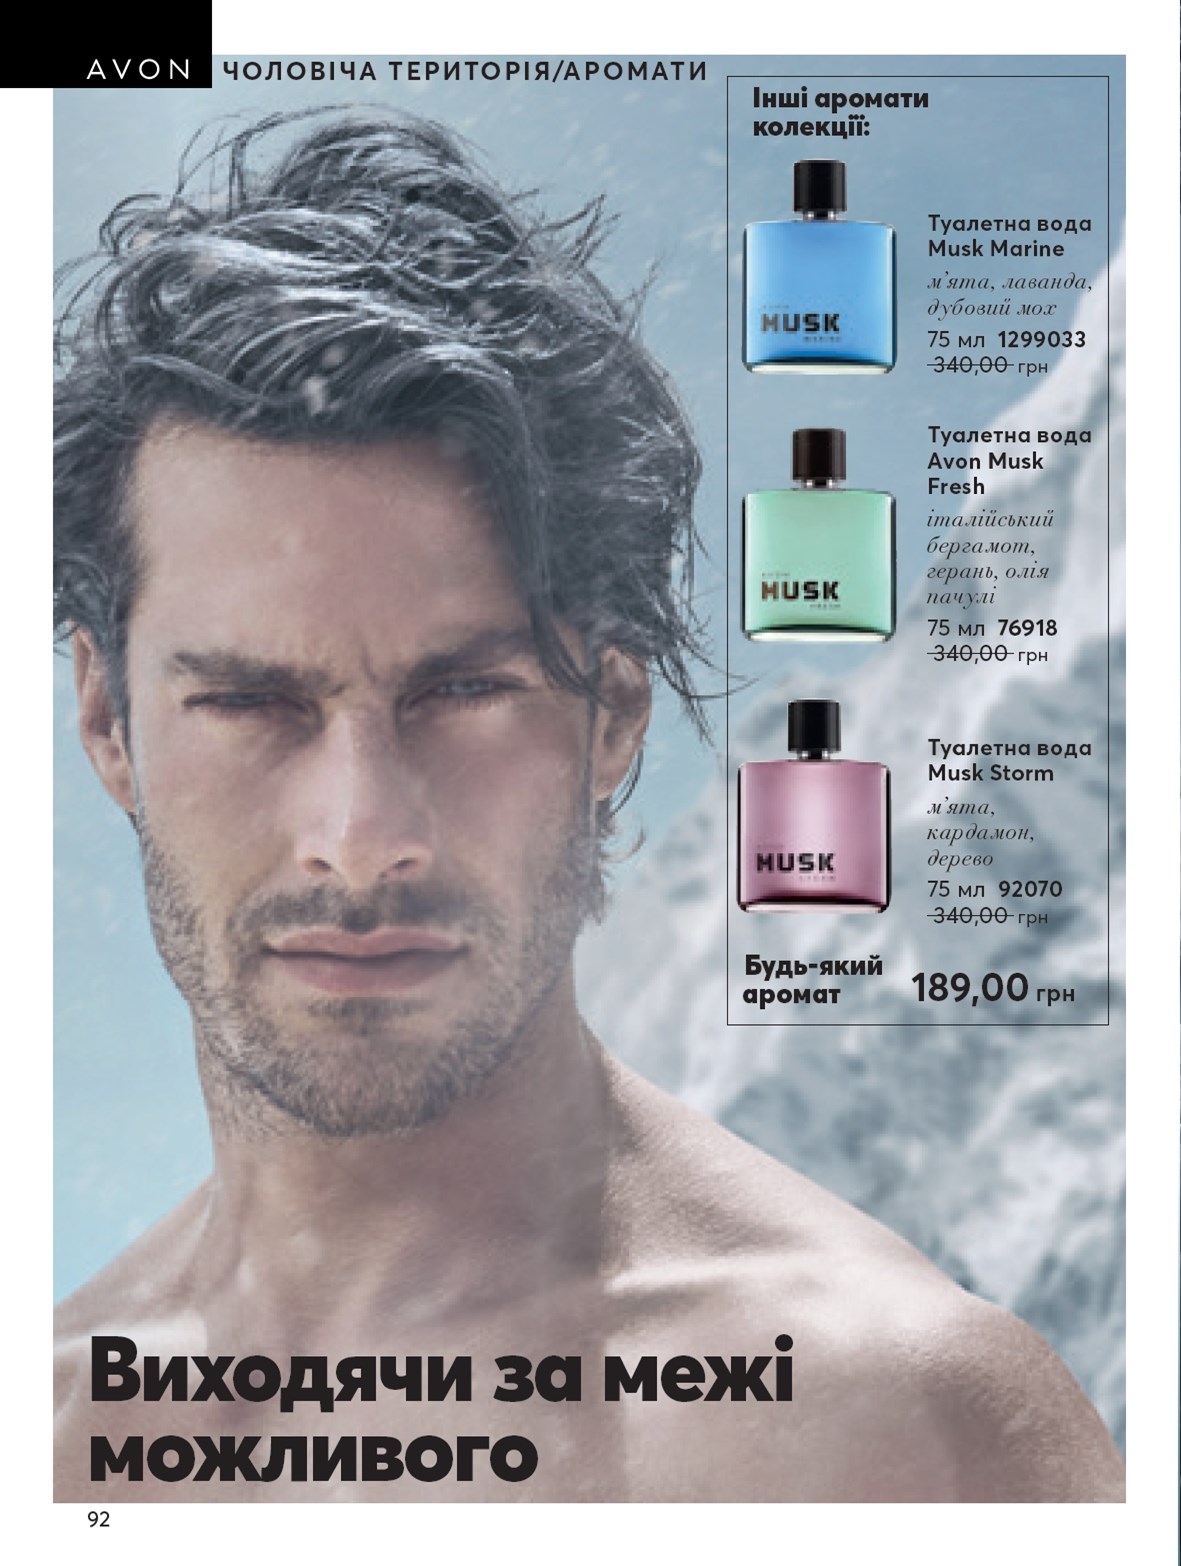 AVON
ЧОЛОВІЧА ТЕРИТОРІЯ/АРОМАТИ
Інші аромати
колекції:
MUSK
Туалетна вода
Musk Marine
м’ята, лаванда,
дубовий мох
75 мл 1299033
340,00 грн
MUSK
Туалетна вода
Avon Musk
Fresh
італійський
бергамот,
герань, олія
пачулі
75 мл 76918
340,00 грн
MUSK
Туалетна вода
Musk Storm
м’ята,
кардамон,
дерево
75 мл 92070
340,00 грн
Будь-який
аромат
189,00 грн
Виходячи за межі
можливого
92